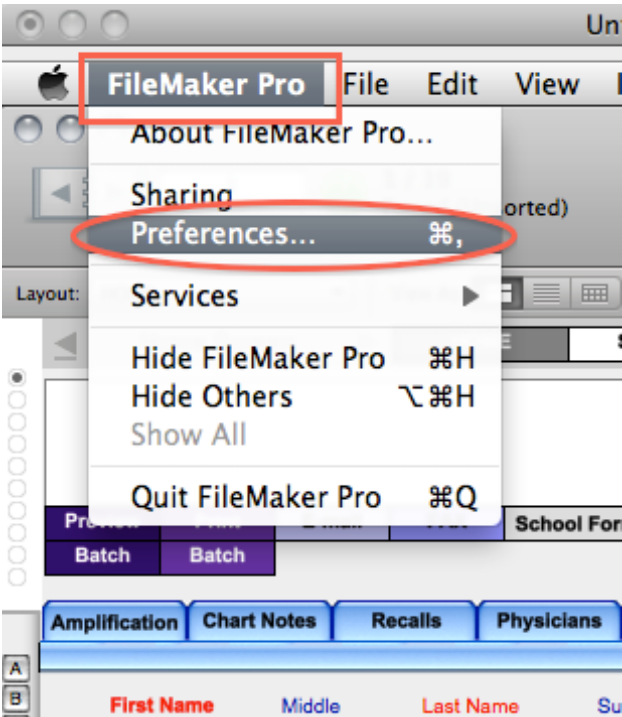 Un
FileMaker Pro File Edit View
About FileMaker Pro...
Sharing
orted)
Preferences... ⌘,
Layout:
Services
Hide FileMaker Pro ⌘H
Hide Others ⌥⌘H
Show All
Quit FileMaker Pro ⌘Q
School For
Batch Batch
Amplification Chart Notes Recalls Physicians
A
B
First Name Middle Last Name Su